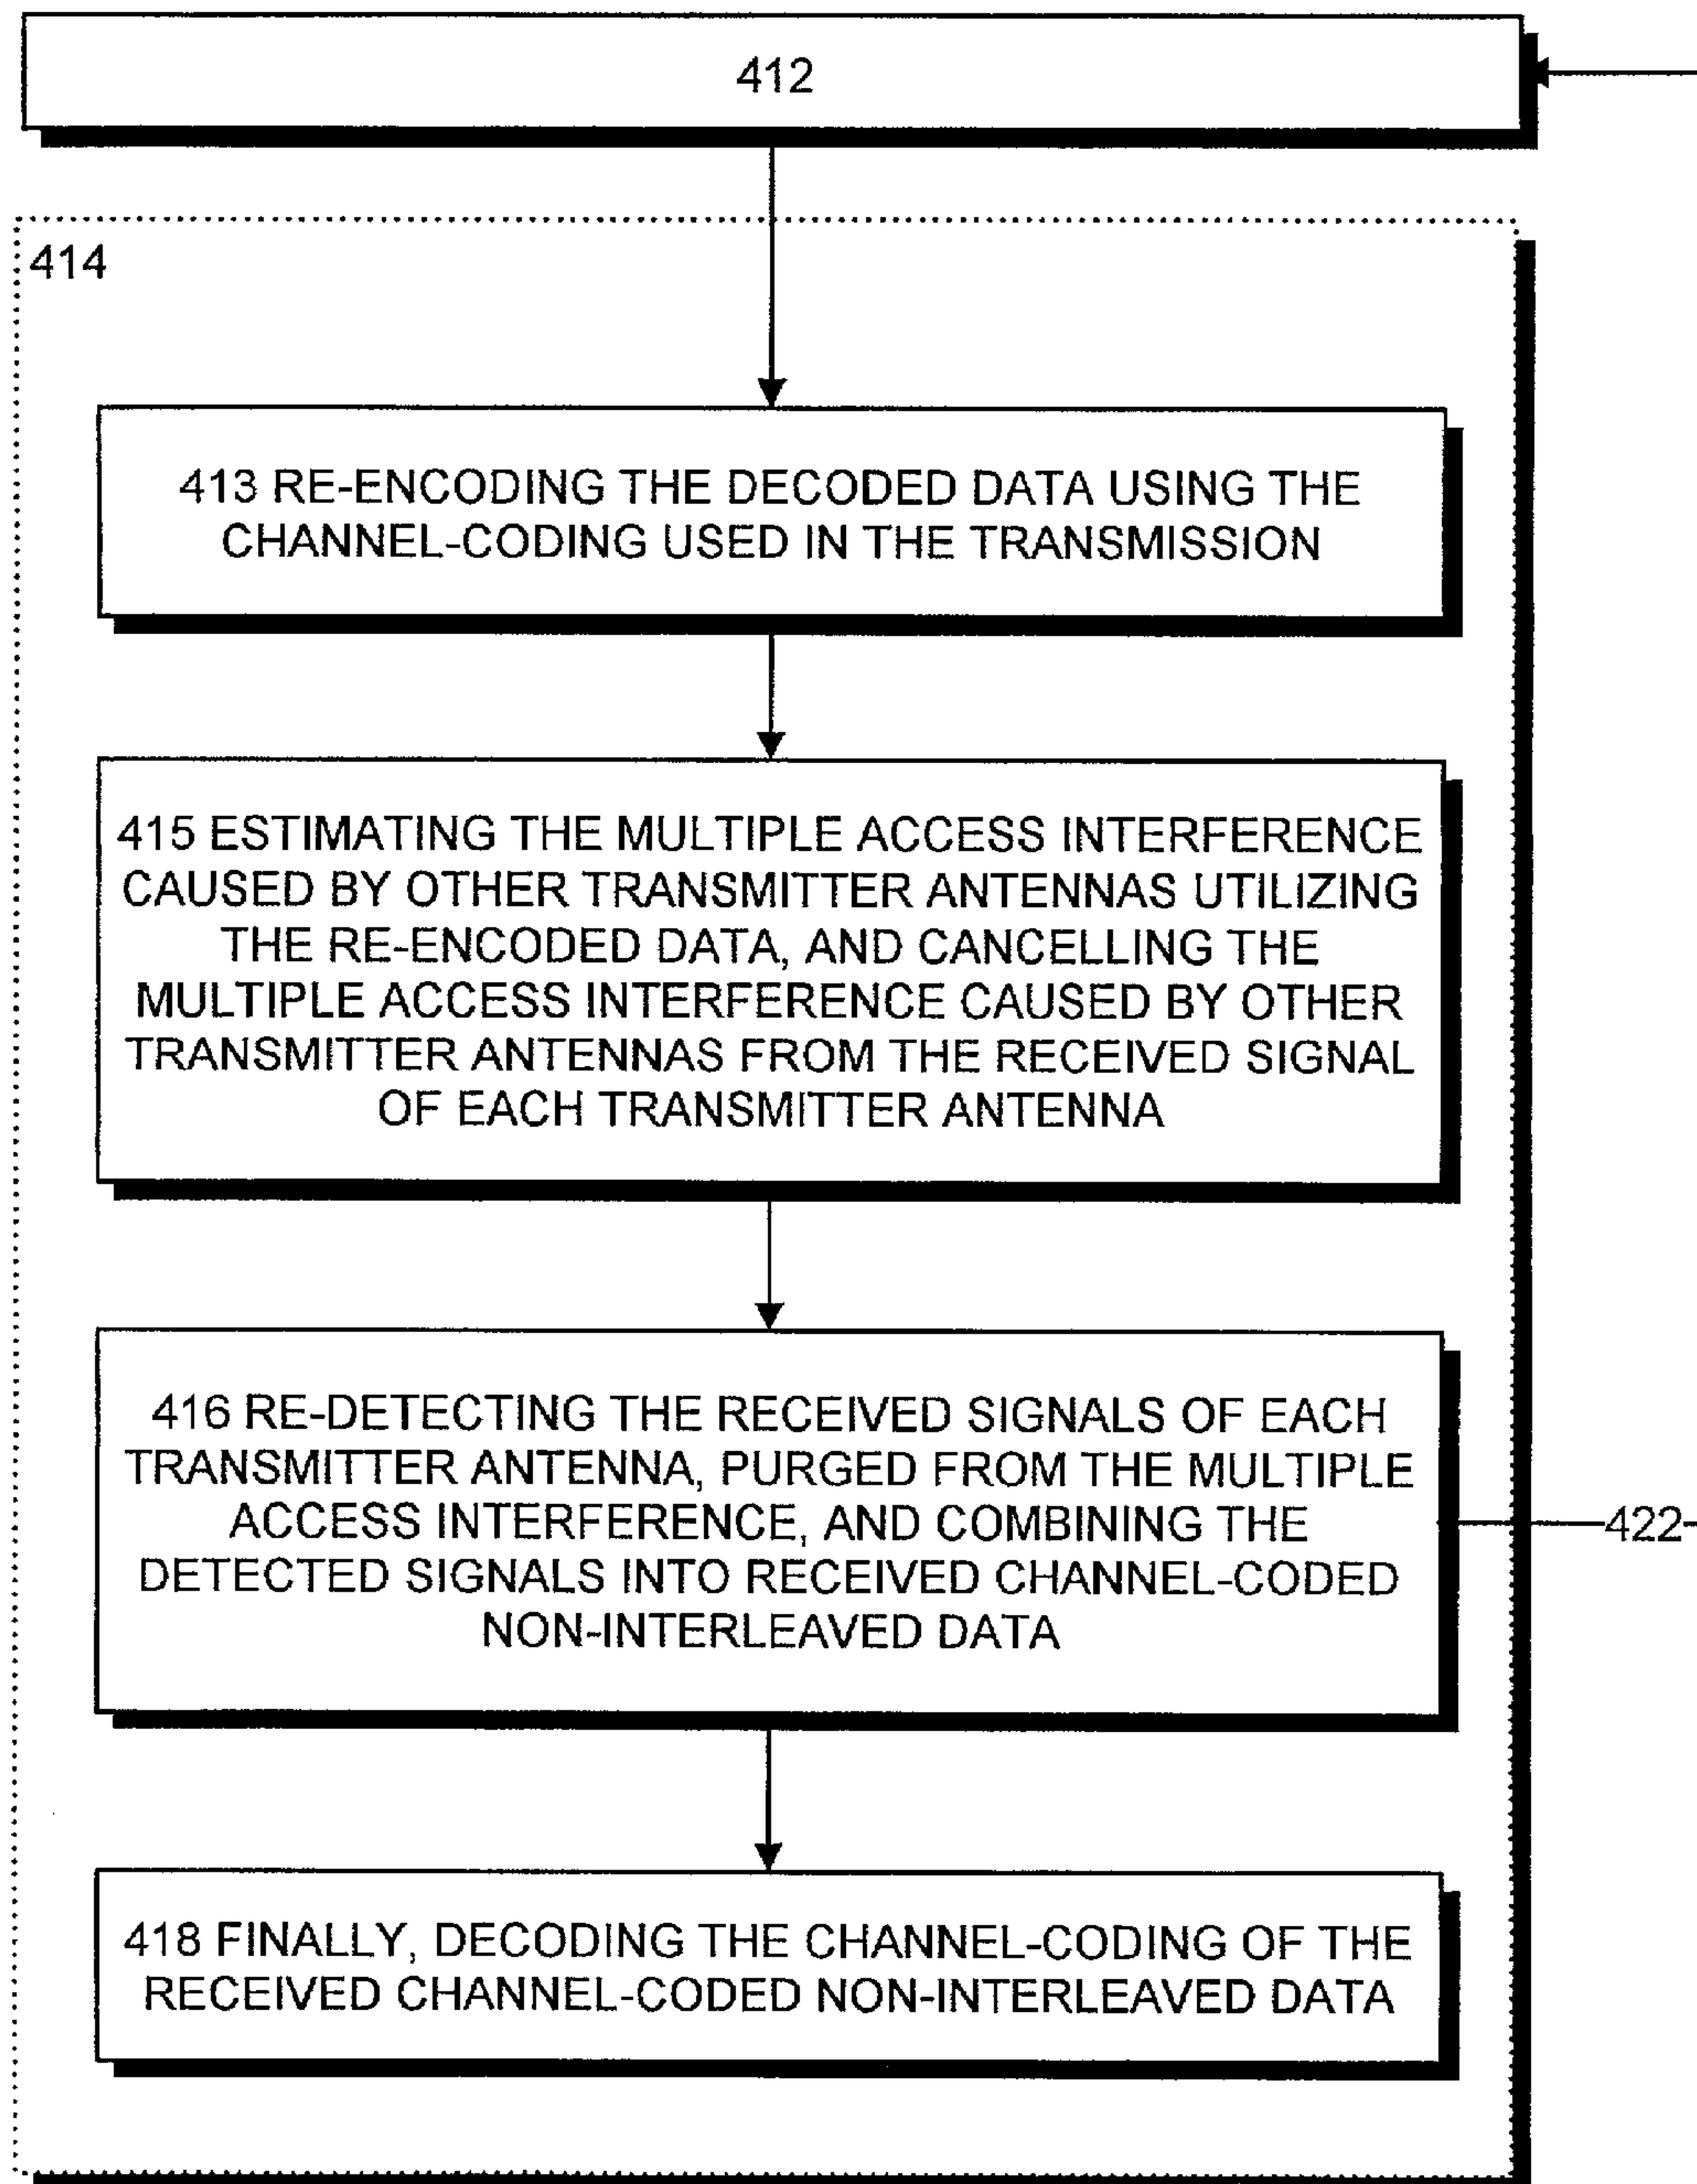 412
414
413 RE-ENCODING THE DECODED DATA USING THE
CHANNEL-CODING USED IN THE TRANSMISSION
415 ESTIMATING THE MULTIPLE ACCESS INTERFERENCE
CAUSED BY OTHER TRANSMITTER ANTENNAS UTILIZING
THE RE-ENCODED DATA, AND CANCELLING THE
MULTIPLE ACCESS INTERFERENCE CAUSED BY OTHER
TRANSMITTER ANTENNAS FROM THE RECEIVED SIGNAL
OF EACH TRANSMITTER ANTENNA
416 RE-DETECTING THE RECEIVED SIGNALS OF EACH
TRANSMITTER ANTENNA, PURGED FROM THE MULTIPLE
ACCESS INTERFERENCE, AND COMBINING THE
DETECTED SIGNALS INTO RECEIVED CHANNEL-CODED
NON-INTERLEAVED DATA
422
418 FINALLY, DECODING THE CHANNEL-CODING OF THE
RECEIVED CHANNEL-CODED NON-INTERLEAVED DATA